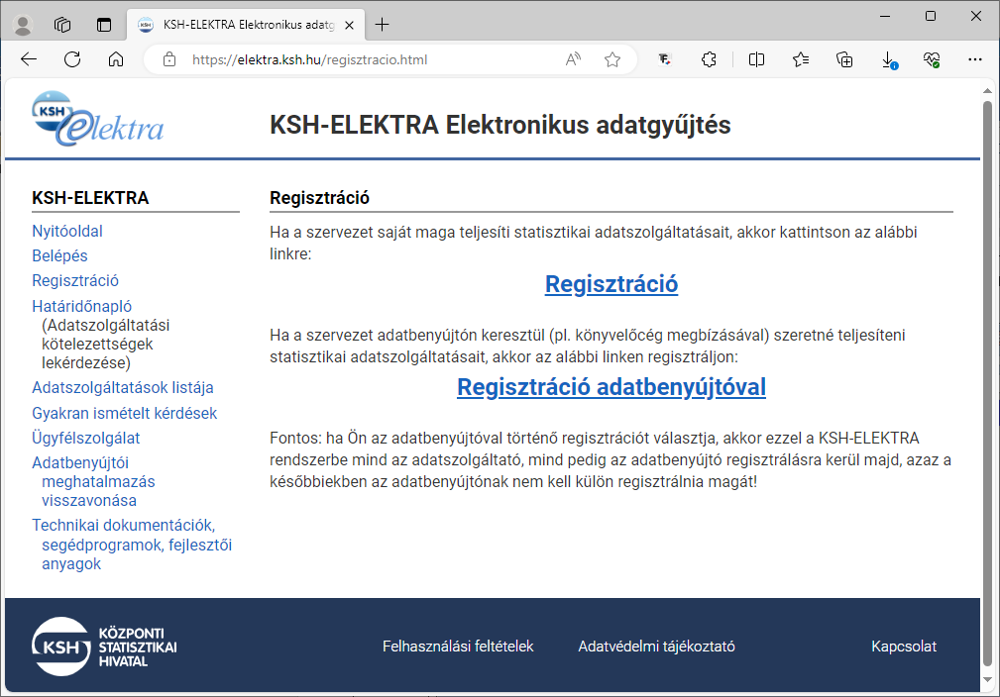 KSH-ELEKTRA Elektronikus adatg
https://elektra.ksh.hu/regisztracio.html
KSH
elektra
KSH-ELEKTRA Elektronikus adatgyűjtés
KSH-ELEKTRA
Nyitóoldal
Belépés
Regisztráció
Határidőnapló
(Adatszolgáltatási
kötelezettségek
lekérdezése)
Adatszolgáltatások listája
Gyakran ismételt kérdések
Ügyfélszolgálat
Adatbenyújtói
meghatalmazás
visszavonása
Technikai dokumentációk,
segédprogramok, fejlesztői
anyagok
Regisztráció
Ha a szervezet saját maga teljesíti statisztikai adatszolgáltatásait, akkor kattintson az alábbi
linkre:
Regisztráció
Ha a szervezet adatbenyújtón keresztül (pl. könyvelőcég megbízásával) szeretné teljesíteni
statisztikai adatszolgáltatásait, akkor az alábbi linken regisztráljon:
Regisztráció adatbenyújtóval
Fontos: ha Ön az adatbenyújtóval történő regisztrációt választja, akkor ezzel a KSH-ELEKTRA
rendszerbe mind az adatszolgáltató, mind pedig az adatbenyújtó regisztrálásra kerül majd, azaz a
későbbiekben az adatbenyújtónak nem kell külön regisztrálnia magát!
KSH
KÖZPONTI
STATISZTIKAI
HIVATAL
Felhasználási feltételek
Adatvédelmi tájékoztató
Kapcsolat